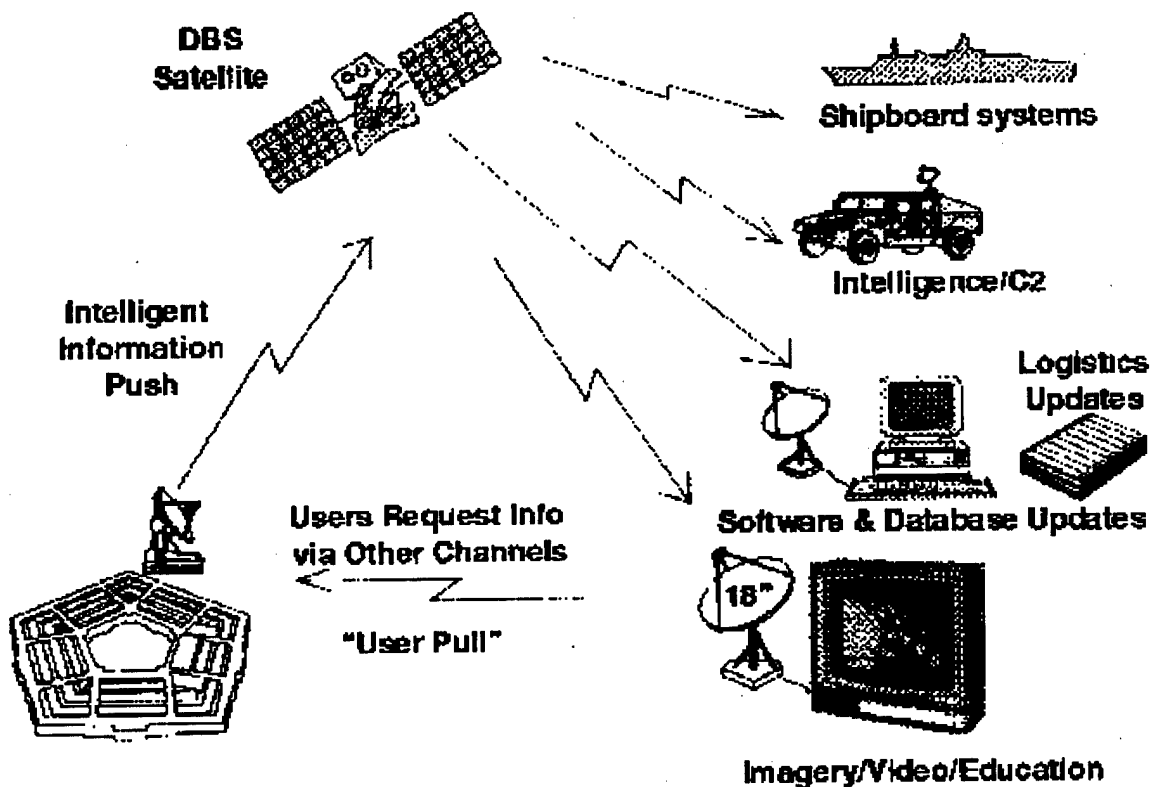 DBS
Satellite
Shipboard systems
Intelligence/C2
Intelligent
Information
Push
Logistics
Updates
Users Request Info
via Other Channels
Software & Database Updates
18"
"User Pull"
Imagery/Video/Education